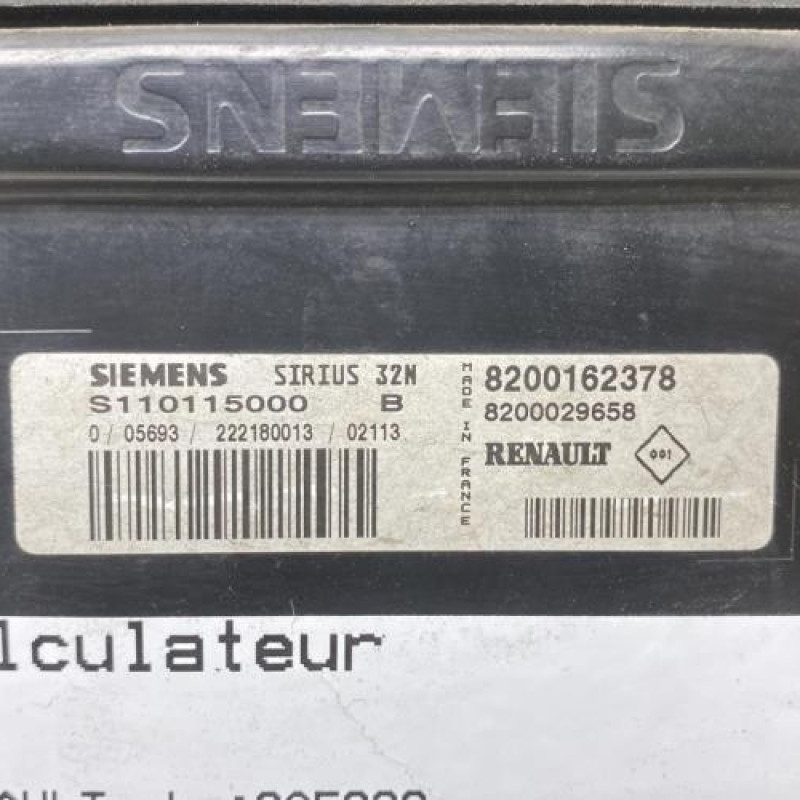 SIEMENS
SIEMENS SIRIUS 32N
S110115000 B
0 / 05693 / 222180013 / 02113
MADE IN FRANCE
8200162378
8200029658
RENAULT 001
lculateur